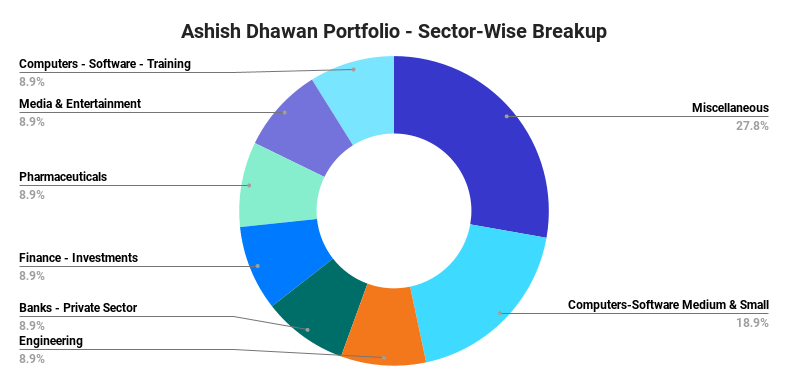 Ashish Dhawan Portfolio - Sector-Wise Breakup
Computers - Software - Training
8.9%
Media & Entertainment
8.9%
Pharmaceuticals
8.9%
Finance - Investments
8.9%
Banks - Private Sector
8.9%
Engineering
8.9%
Miscellaneous
27.8%
Computers-Software Medium & Small
18.9%